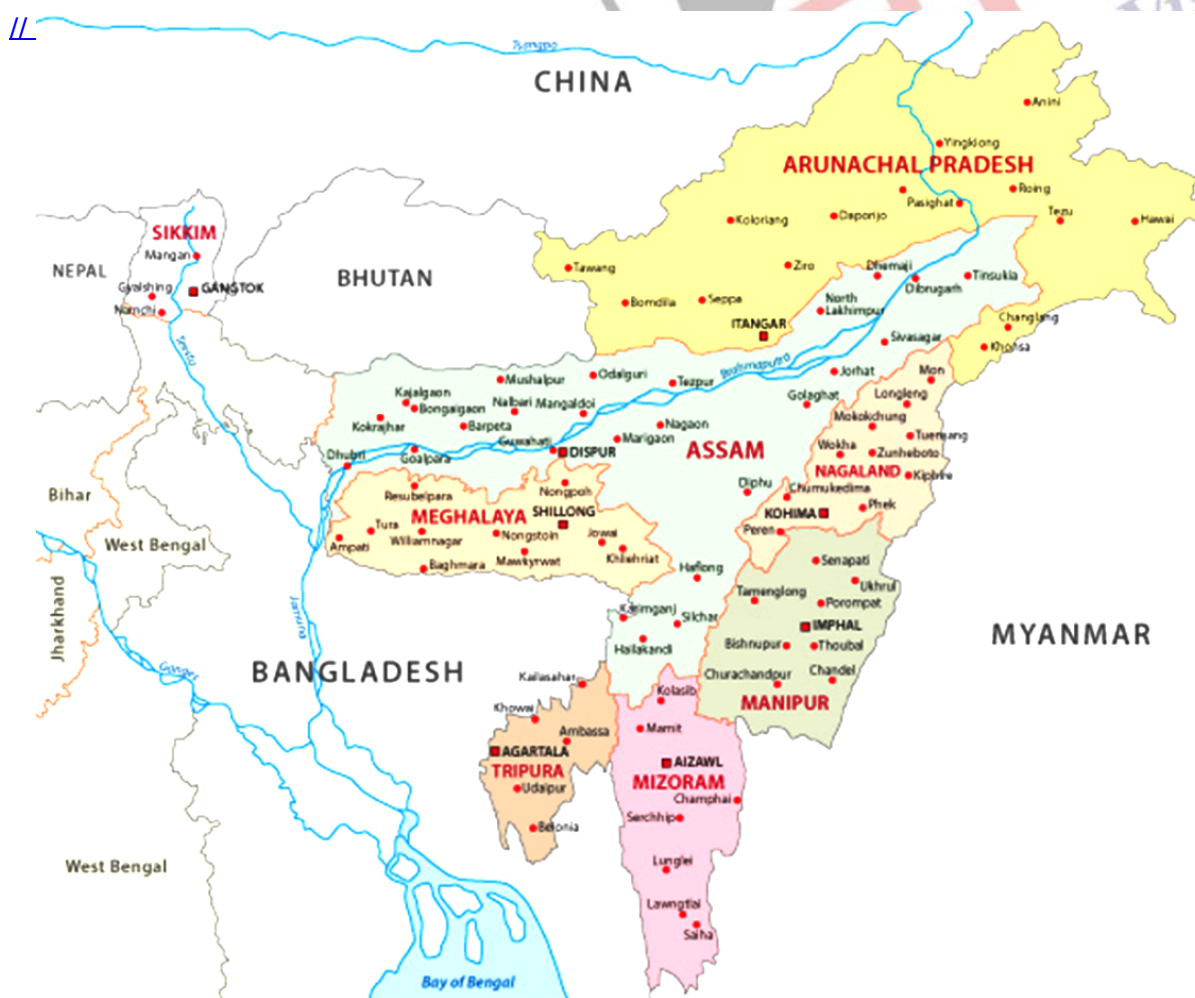 //
Tsangpo
CHINA
Anini
Yingkiong
ARUNACHAL PRADESH
Roing
Pasighat
Tezu
Koloriang
Daporijo
Hawai
SIKKIM
Mangan
NEPAL
BHUTAN
Tawang
Ziro
Dhemaji
Tinsukia
Dibrugarh
Gyalshing
GANGTOK
Namchi
Bomdila
Seppa
North
Lakhimpur
ITANGAR
Changlang
Khonsa
Sivasagar
Teesta
Brahmaputra
Jorhat
Mon
Mushalpur
Odalguri
Tezpur
Kajalgaon
Bongaigaon
Nalbari
Mangaldoi
Golaghat
Longleng
Mokokchung
Kokrajhar
Barpeta
Nagaon
Marigaon
Tuensang
Guwahati
DISPUR
ASSAM
Wokha
Zunheboto
Dhubri
Goalpara
NAGALAND
Kiphire
Bihar
Resubelpara
Nongpoh
Diphu
Chumukedima
MEGHALAYA
SHILLONG
KOHIMA
Phek
Tura
Williamnagar
Nongstoin
Jowai
Peren
Ampati
West Bengal
Mawkyrwat
Khliehriat
Baghmara
Haflong
Senapati
Ukhrul
Tamenglong
Porompat
Jharkhand
Jamuna
Karimganj
Silchar
IMPHAL
Hailakandi
Bishnupur
Thoubal
MYANMAR
Ganges
BANGLADESH
Kailasahar
Churachandpur
Chandel
Kolasib
MANIPUR
Khowai
Ambassa
Mamit
AGARTALA
AIZAWL
TRIPURA
MIZORAM
Udaipur
Champhai
Serchhip
Belonia
West Bengal
Lunglei
Lawngtlai
Saiha
Bay of Bengal